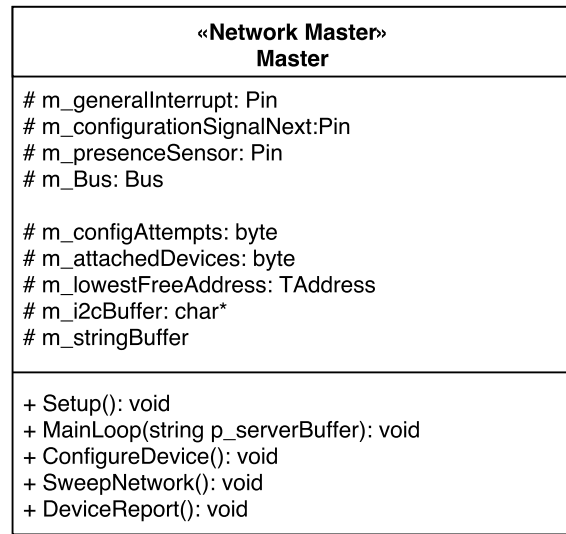 «Network Master»
Master
# m_generalInterrupt: Pin
# m_configurationSignalNext:Pin
# m_presenceSensor: Pin
# m_Bus: Bus
# m_configAttempts: byte
# m_attachedDevices: byte
# m_lowestFreeAddress: TAddress
# m_i2cBuffer: char*
# m_stringBuffer
+ Setup(): void
+ MainLoop(string p_serverBuffer): void
+ ConfigureDevice(): void
+ SweepNetwork(): void
+ DeviceReport(): void